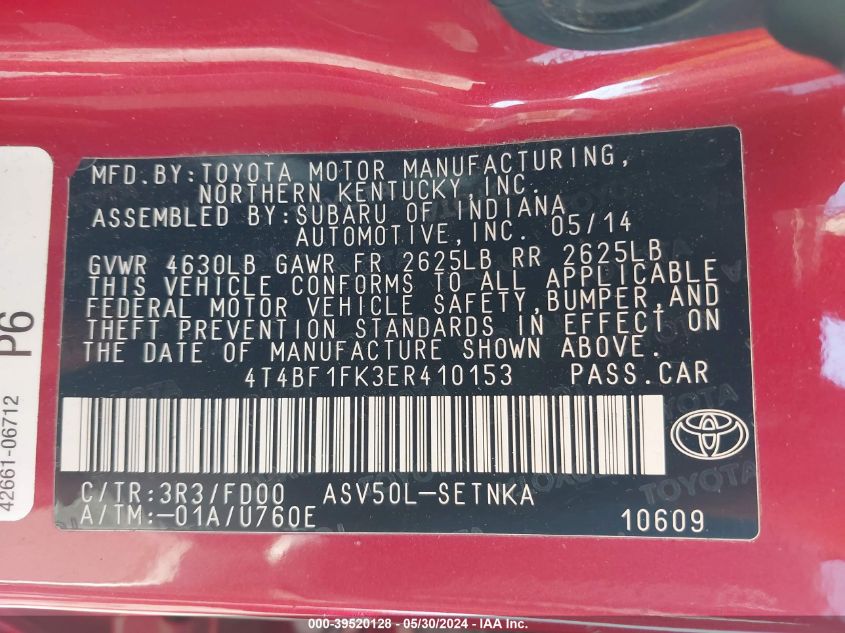 MFD.BY:TOYOTA MOTOR MANUFACTURING,
NORTHERN KENTUCKY,INC.
ASSEMBLED BY:SUBARU OF INDIANA
AUTOMOTIVE,INC. 05/14
GVWR 4630LB GAWR FR 2625LB RR 2625LB
THIS VEHICLE CONFORMS TO ALL APPLICABLE
FEDERAL MOTOR VEHICLE SAFETY,BUMPER,AND
THEFT PREVENTION STANDARDS IN EFFECT ON
THE DATE OF MANUFACTURE SHOWN ABOVE.
4T4BF1FK3ER410153 PASS.CAR
C/TR:3R3/FD00 ASV50L-SETNKA
A/TM:-01A/U760E 10609
P6
42661-06712
000-39520128 - 05/30/2024 - IAA Inc.